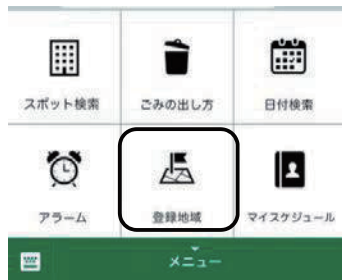 スポット検索
ごみの出し方
日付検索
アラーム
登録地域
マイスケジュール
メニュー